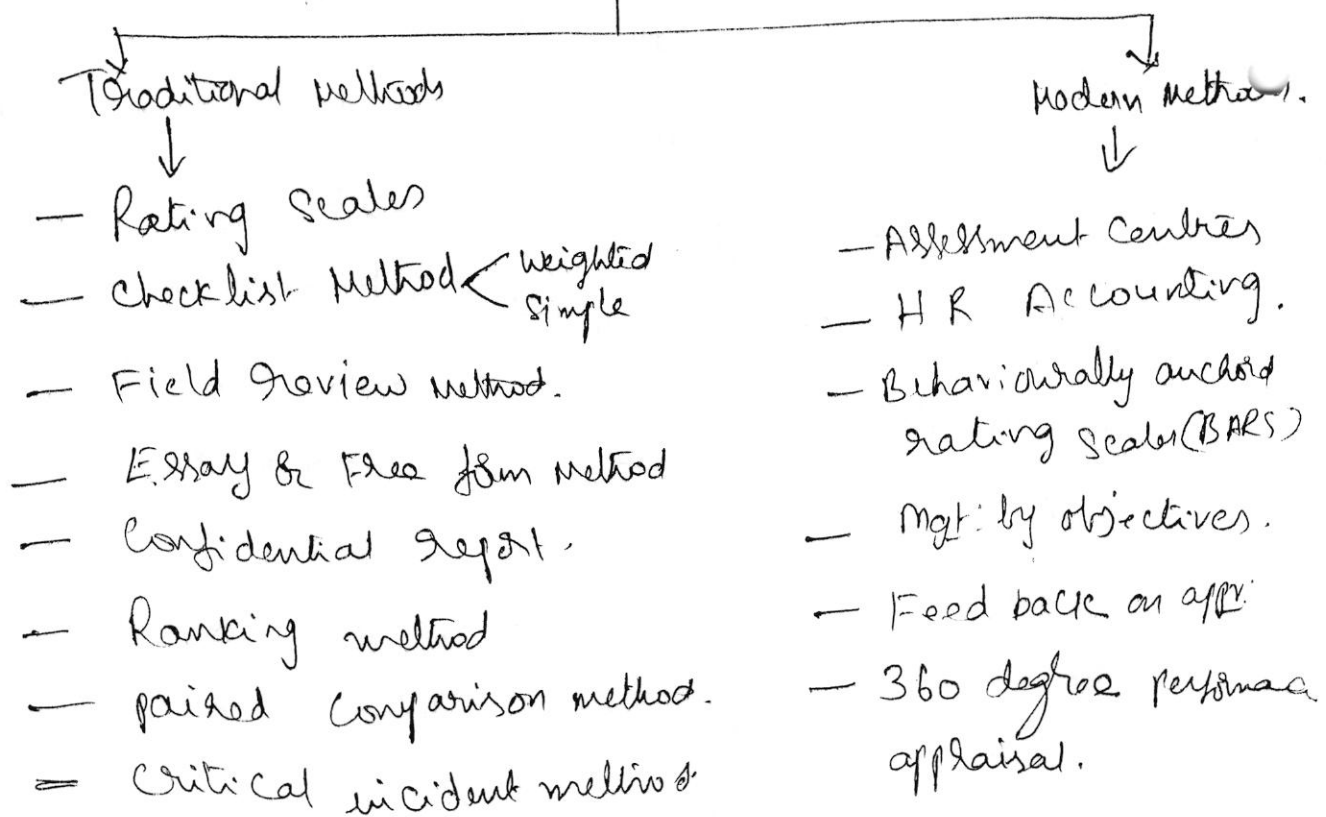 Traditional Methods
Modern Methods.
— Rating Scales
— Checklist Method < Weighted
Simple
— Field review method.
— Essay & Free form method
— Confidential report.
— Ranking method
— paired comparison method.
= Critical incident method
— Assessment Centres
— HR Accounting.
— Behaviourally anchord
rating scales (BARS)
— Mgt: by objectives.
— Feed back on appr:
— 360 degree performance
appraisal.